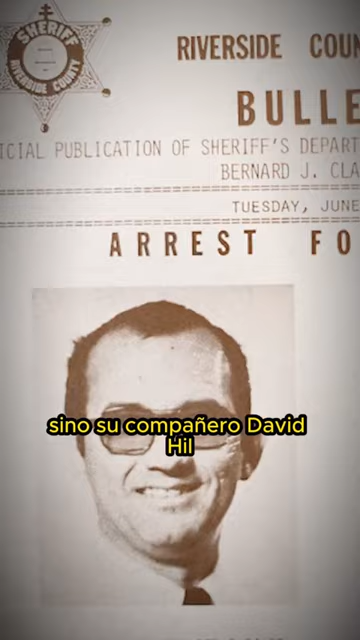 SHERIFF
RIVERSIDE COUNTY
RIVERSIDE COUN
BULLE
ICIAL PUBLICATION OF SHERIFF'S DEPART
BERNARD J. CLA
TUESDAY, JUNE
ARREST FO
sino su compañero David
Hil